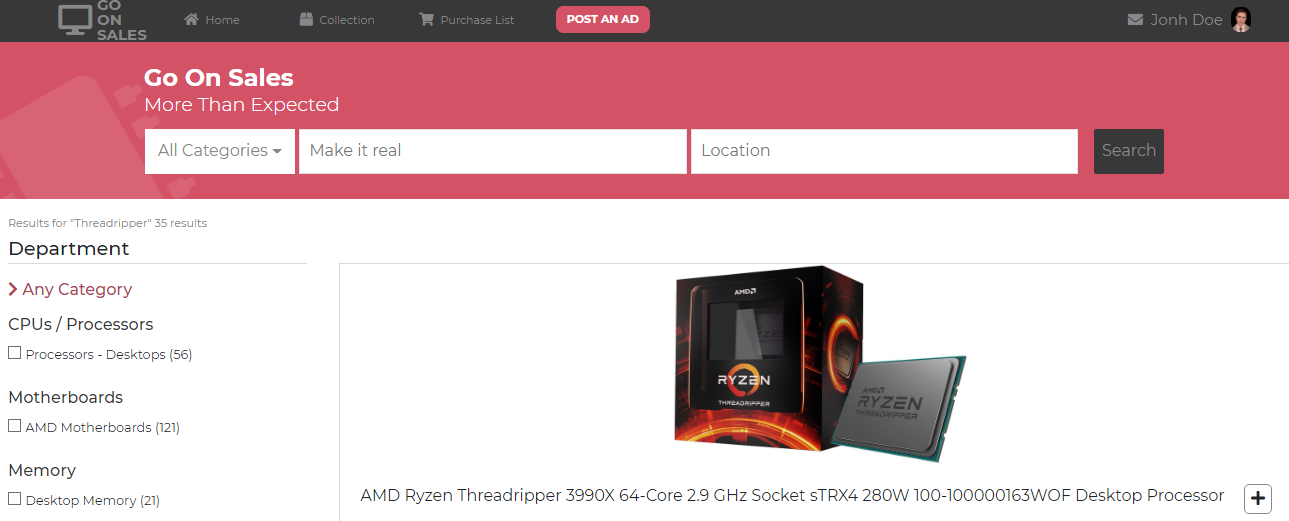 GO
ON
SALES
Home
Collection
Purchase List
POST AN AD
Jonh Doe
Go On Sales
More Than Expected
All Categories
Make it real
Location
Search
Results for "Threadripper" 35 results
Department
Any Category
CPUs / Processors
Processors - Desktops (56)
Motherboards
AMD Motherboards (121)
Memory
Desktop Memory (21)
AMD
RYZEN
THREADRIPPER
AMD
RYZEN
THREADRIPPER
AMD Ryzen Threadripper 3990X 64-Core 2.9 GHz Socket sTRX4 280W 100-100000163WOF Desktop Processor